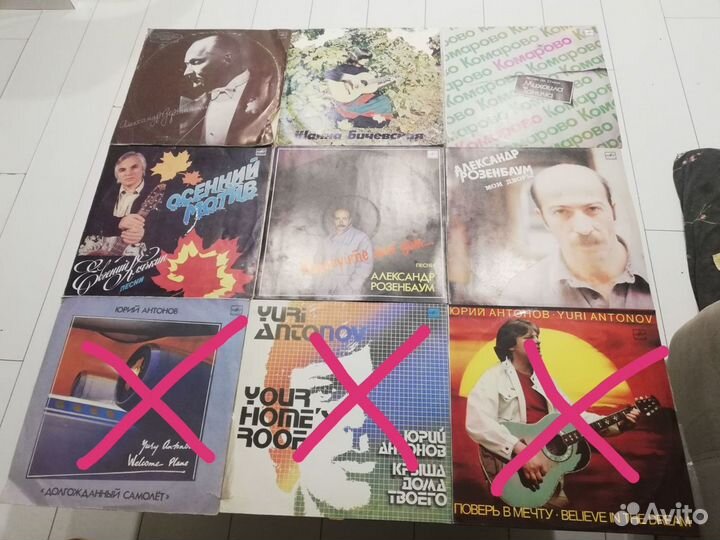 Жанна Бичевская
Комарово
Комарово
Комарово
Комарово
Михаила
ОСЕННИЙ
МОТИВ
Евгений Клячкин
ПЕСНИ
ПЕСНИ
АЛЕКСАНДР
РОЗЕНБАУМ
АЛЕКСАНДР
РОЗЕНБАУМ
МОИ ДВОРЫ
ЮРИЙ АНТОНОВ
Yury Antonov
Welcome Plane
«ДОЛГОЖДАННЫЙ САМОЛЁТ»
YURI
ANTONOV
YOUR
HOME'S
ROOF
ЮРИЙ
АНТОНОВ
КРЫША
ДОМА
ТВОЕГО
ЮРИЙ АНТОНОВ · YURI ANTONOV
ПОВЕРЬ В МЕЧТУ · BELIEVE IN THE DREAM
Avito